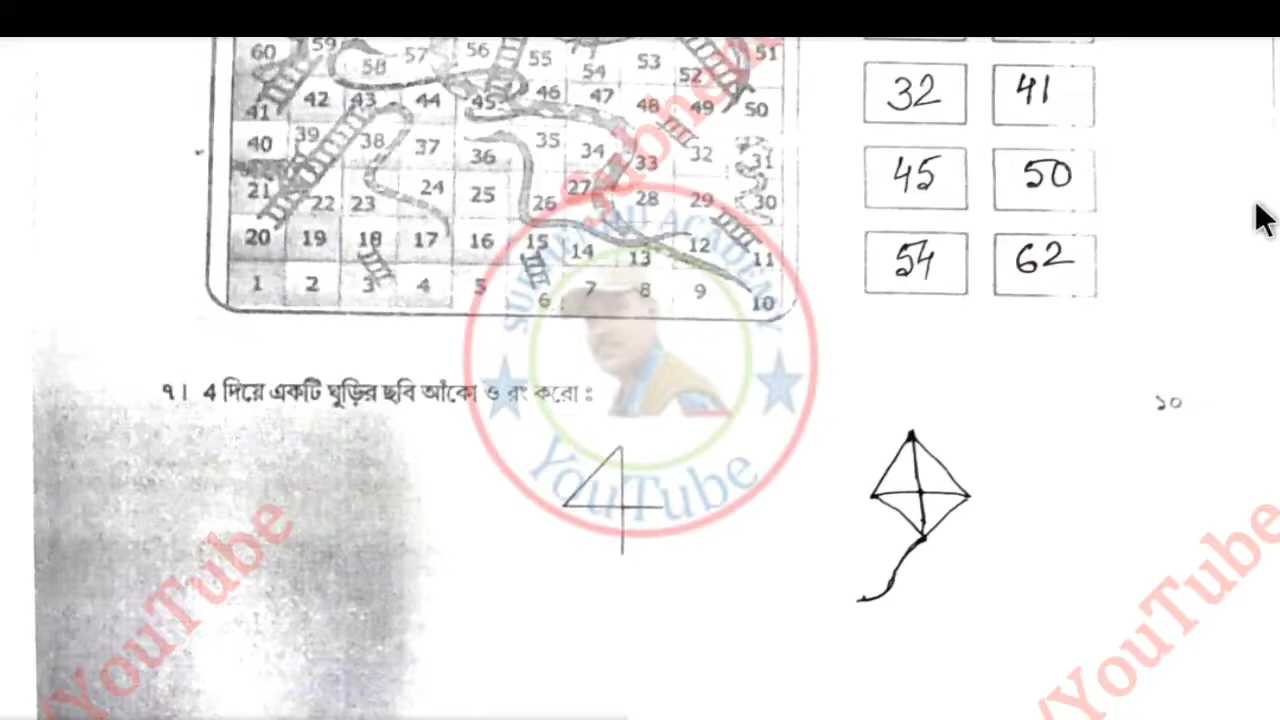 60 59 58 57 56 55 54 53 52 51
41 42 43 44 45 46 47 48 49 50
40 39 38 37 36 35 34 33 32 31
21 22 23 24 25 26 27 28 29 30
20 19 18 17 16 15 14 13 12 11
1 2 3 4 5 6 7 8 9 10
32 41
45 50
54 62
৭। 4 দিয়ে একটি ঘুড়ির ছবি আঁকো ও রং করো ঃ
১০
4
ACADEMY
YouTube
YouTube
YouTube